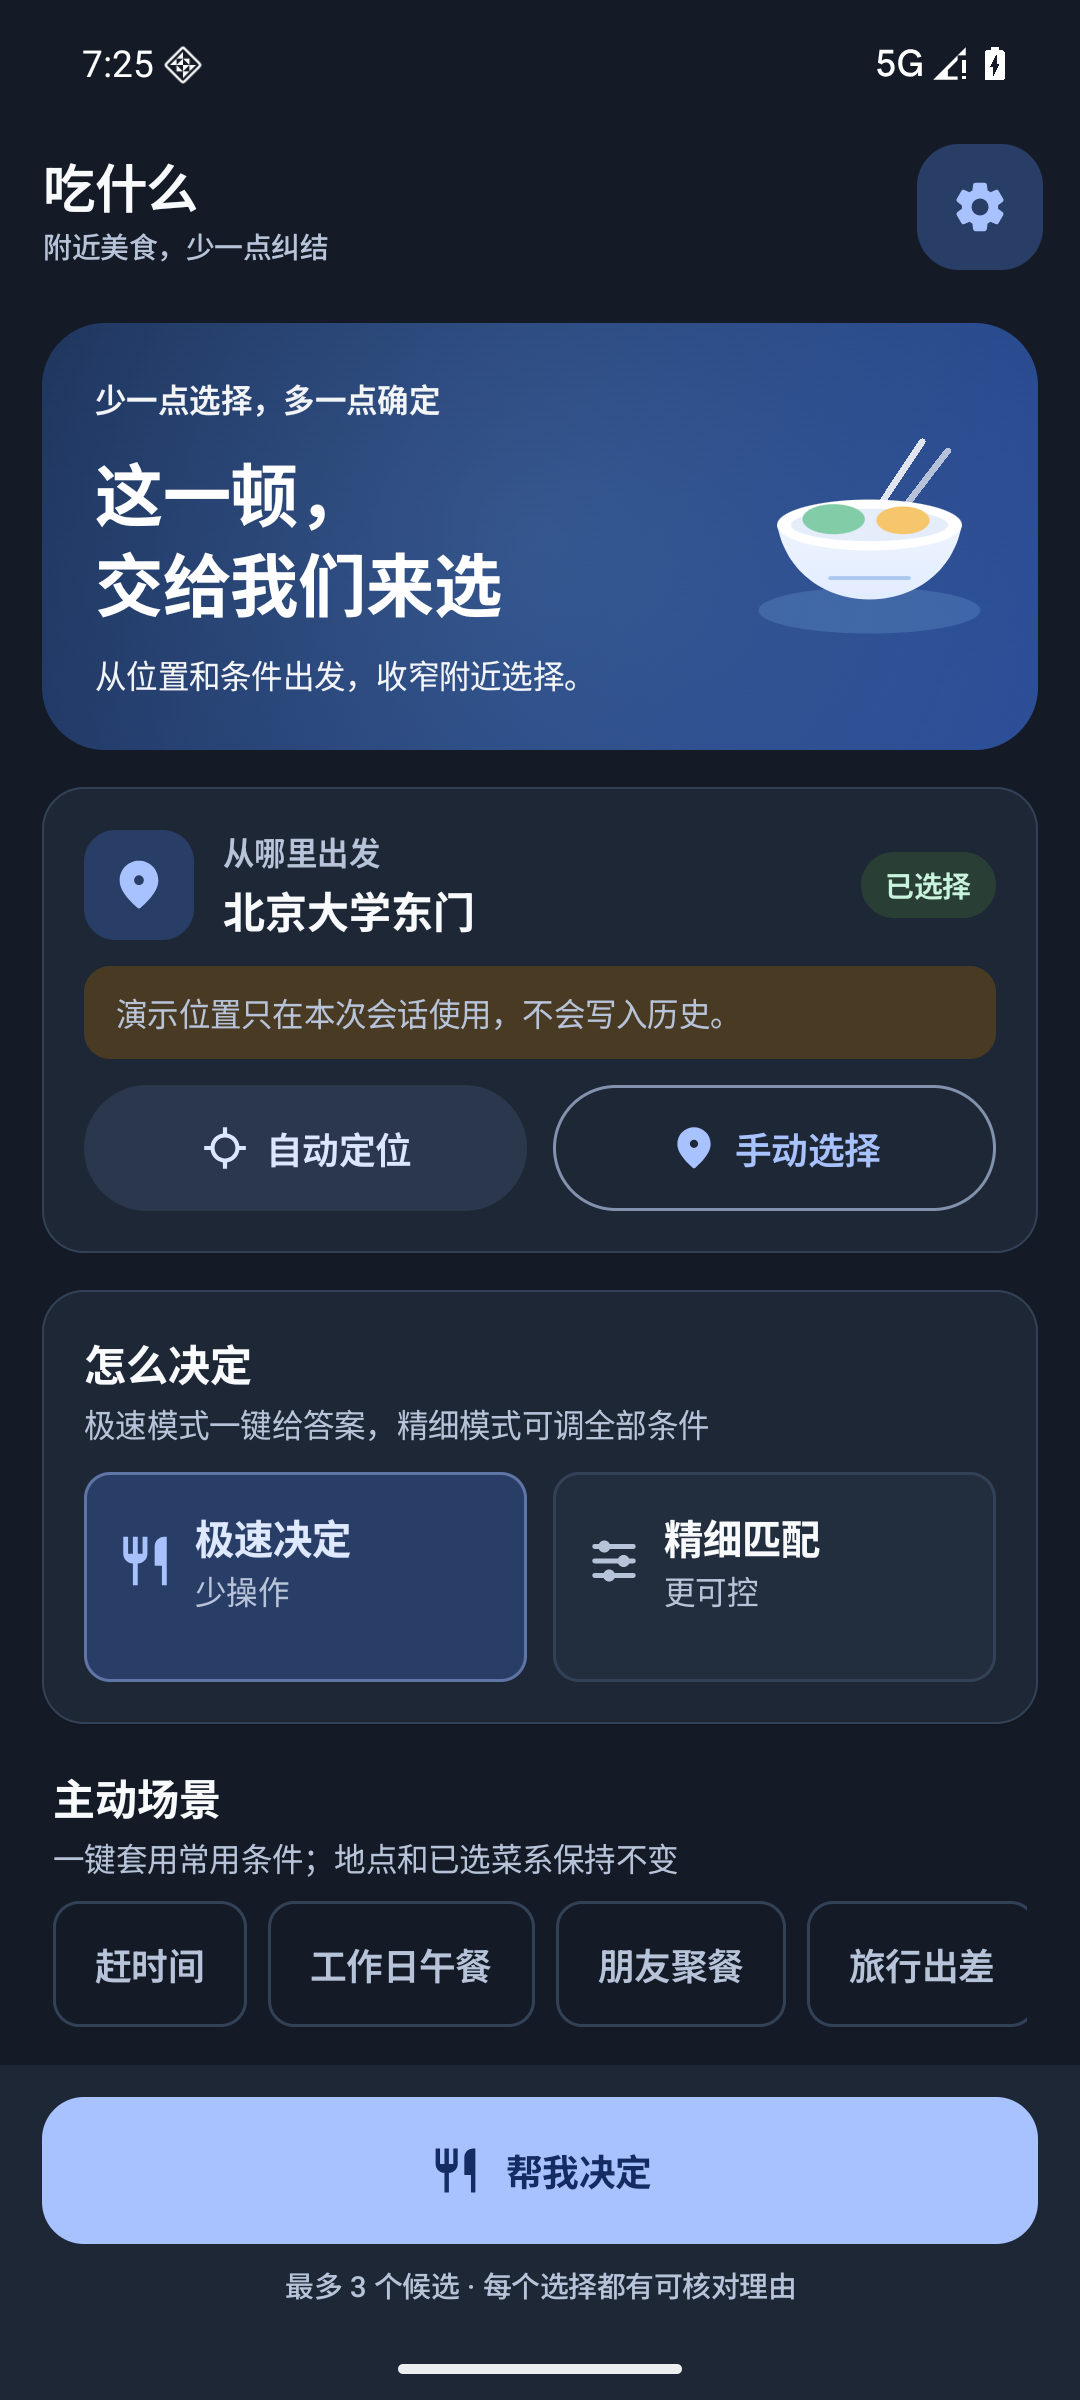 7:25
5G
吃什么
附近美食，少一点纠结
少一点选择，多一点确定
这一顿，
交给我们来选
从位置和条件出发，收窄附近选择。
从哪里出发
北京大学东门
已选择
演示位置只在本次会话使用，不会写入历史。
自动定位
手动选择
怎么决定
极速模式一键给答案，精细模式可调全部条件
极速决定
少操作
精细匹配
更可控
主动场景
一键套用常用条件；地点和已选菜系保持不变
赶时间
工作日午餐
朋友聚餐
旅行出差
帮我决定
最多 3 个候选 · 每个选择都有可核对理由